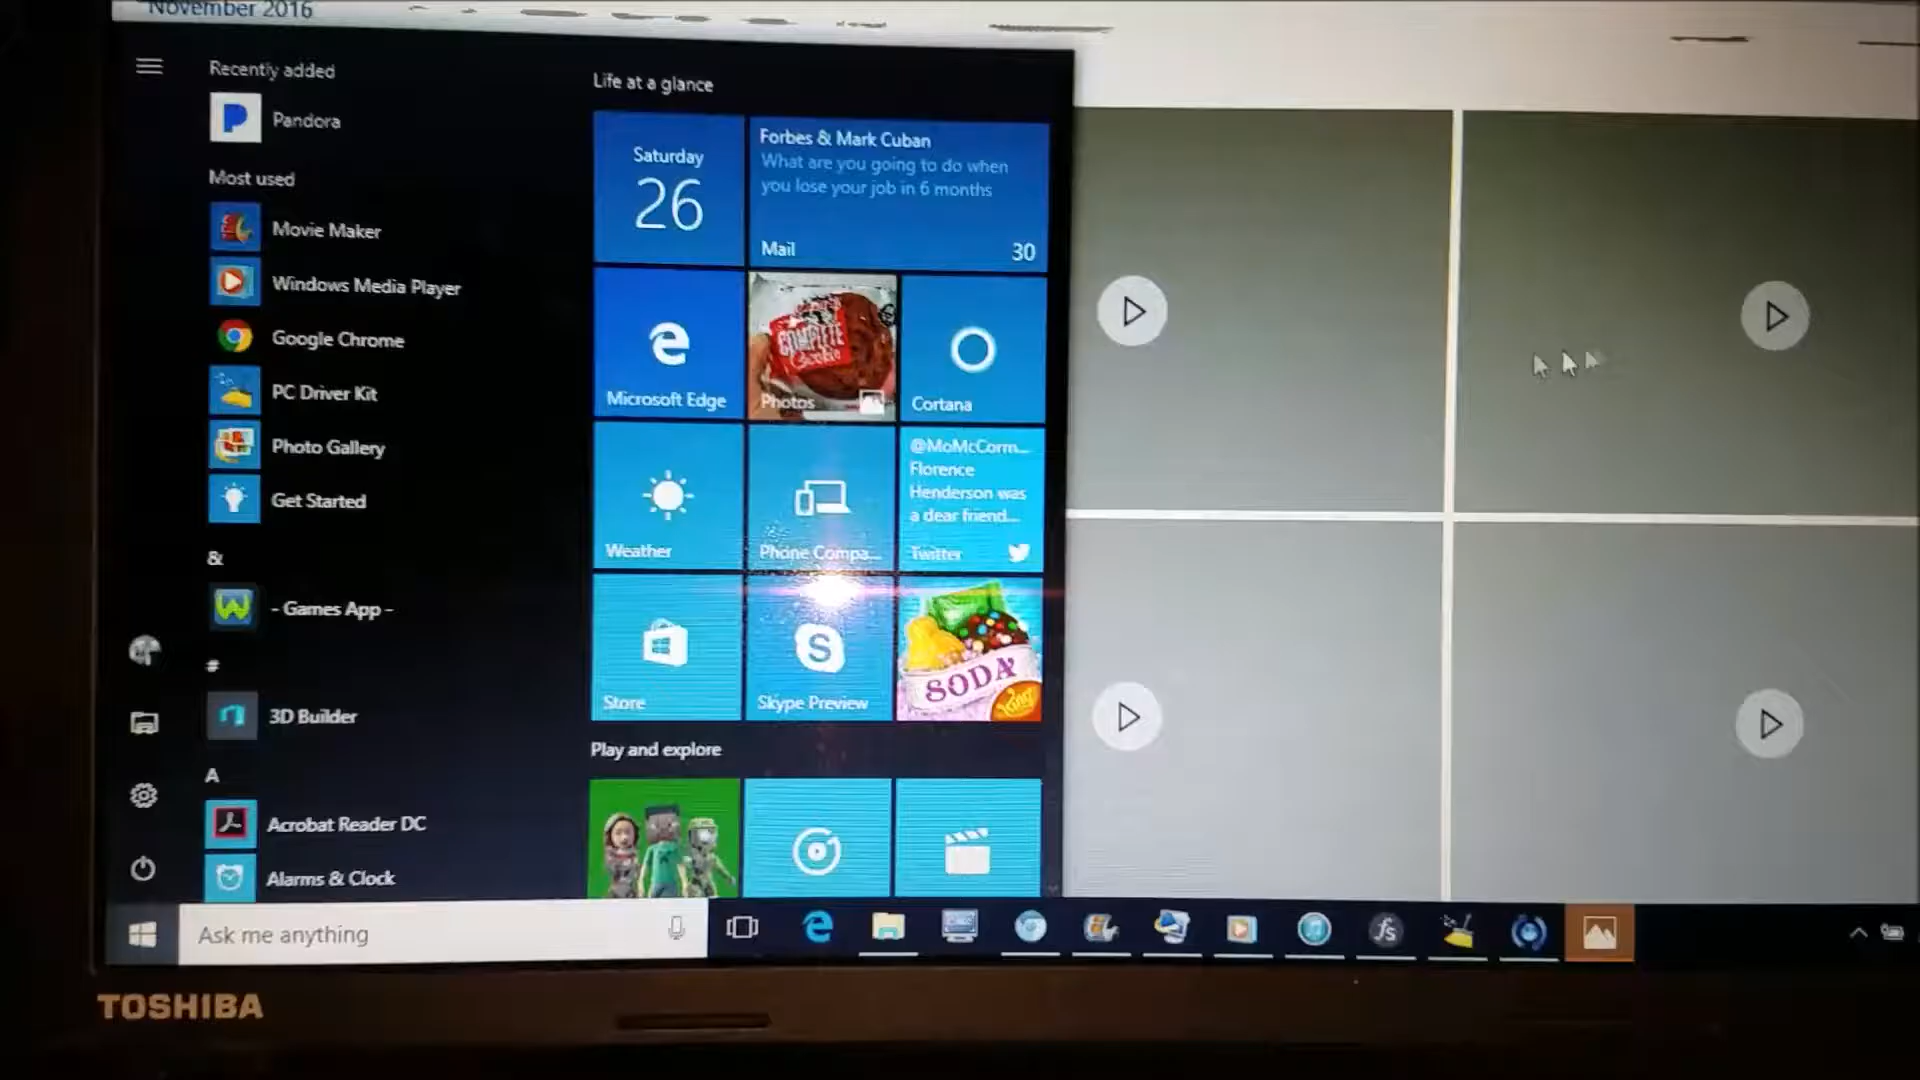 November 2016
Recently added
Pandora
Most used
Movie Maker
Windows Media Player
Google Chrome
PC Driver Kit
Photo Gallery
Get Started
&
- Games App -
#
3D Builder
A
Acrobat Reader DC
Alarms & Clock
Life at a glance
Saturday
26
Forbes & Mark Cuban
What are you going to do when
you lose your job in 6 months
Mail 30
Microsoft Edge
COMPLETE
Cookie
Photos
Cortana
Weather
Phone Compa...
@MoMcCorm...
Florence
Henderson was
a dear friend...
Twitter
Store
S
Skype Preview
SODA
King
Play and explore
Ask me anything
fs
TOSHIBA